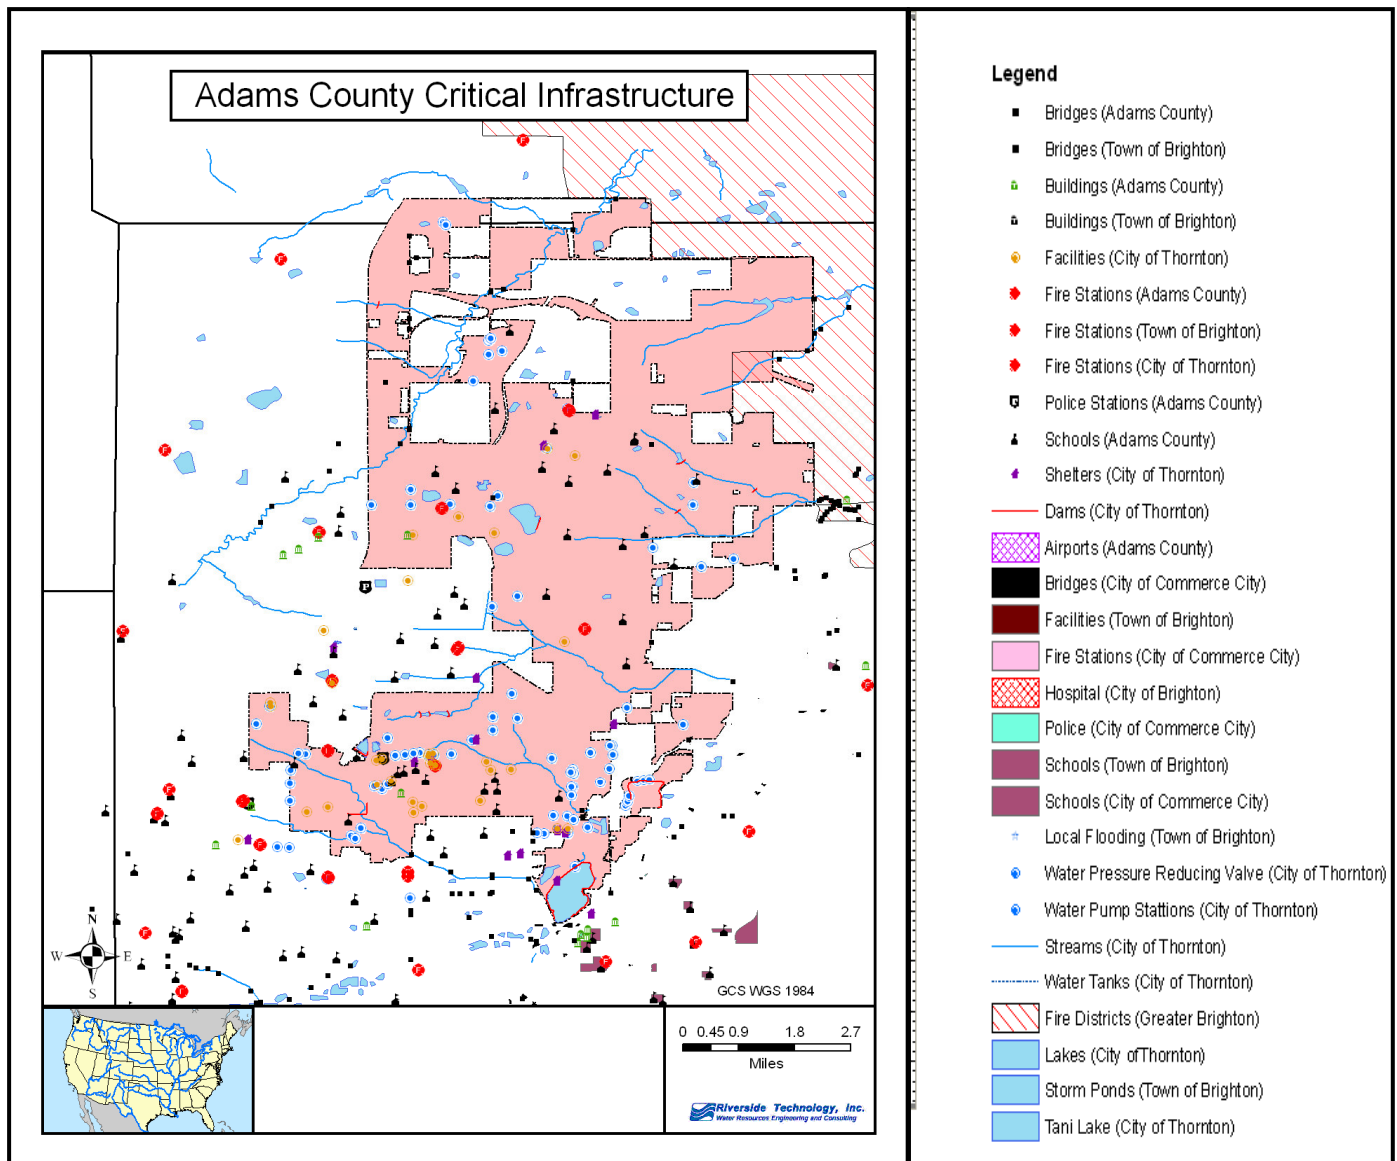 Adams County Critical Infrastructure
N
W
E
S
GCS WGS 1984
0 0.45 0.9 1.8 2.7
Miles
Riverside Technology, Inc.
Water Resources Engineering and Consulting
Legend
Bridges (Adams County)
Bridges (Town of Brighton)
Buildings (Adams County)
Buildings (Town of Brighton)
Facilities (City of Thornton)
Fire Stations (Adams County)
Fire Stations (Town of Brighton)
Fire Stations (City of Thornton)
Police Stations (Adams County)
Schools (Adams County)
Shelters (City of Thornton)
Dams (City of Thornton)
Airports (Adams County)
Bridges (City of Commerce City)
Facilities (Town of Brighton)
Fire Stations (City of Commerce City)
Hospital (City of Brighton)
Police (City of Commerce City)
Schools (Town of Brighton)
Schools (City of Commerce City)
Local Flooding (Town of Brighton)
Water Pressure Reducing Valve (City of Thornton)
Water Pump Stattions (City of Thornton)
Streams (City of Thornton)
Water Tanks (City of Thornton)
Fire Districts (Greater Brighton)
Lakes (City ofThornton)
Storm Ponds (Town of Brighton)
Tani Lake (City of Thornton)